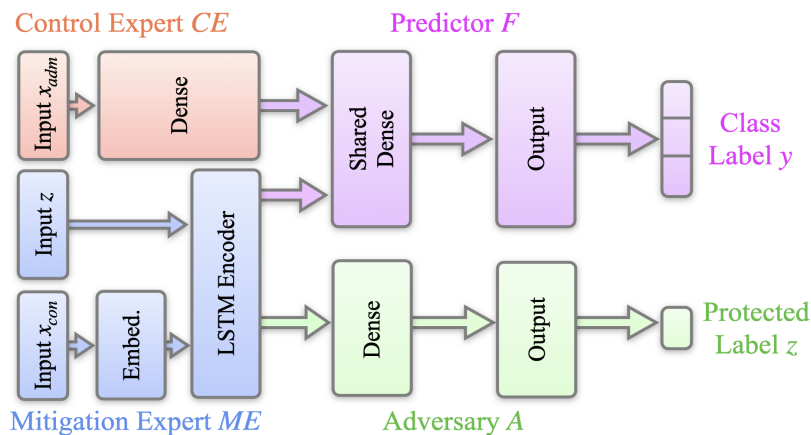 Control Expert CE
Predictor F
Input x_adm
Dense
Shared
Dense
Output
Class
Label y
Input z
LSTM Encoder
Input x_con
Embed.
Dense
Output
Protected
Label z
Mitigation Expert ME
Adversary A